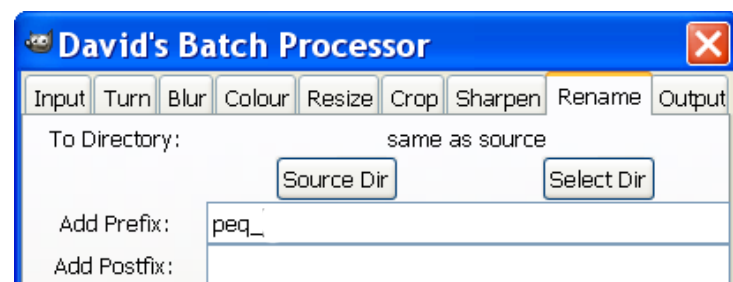 David's Batch Processor
Input Turn Blur Colour Resize Crop Sharpen Rename Output
To Directory: same as source
Source Dir Select Dir
Add Prefix: peq_
Add Postfix: